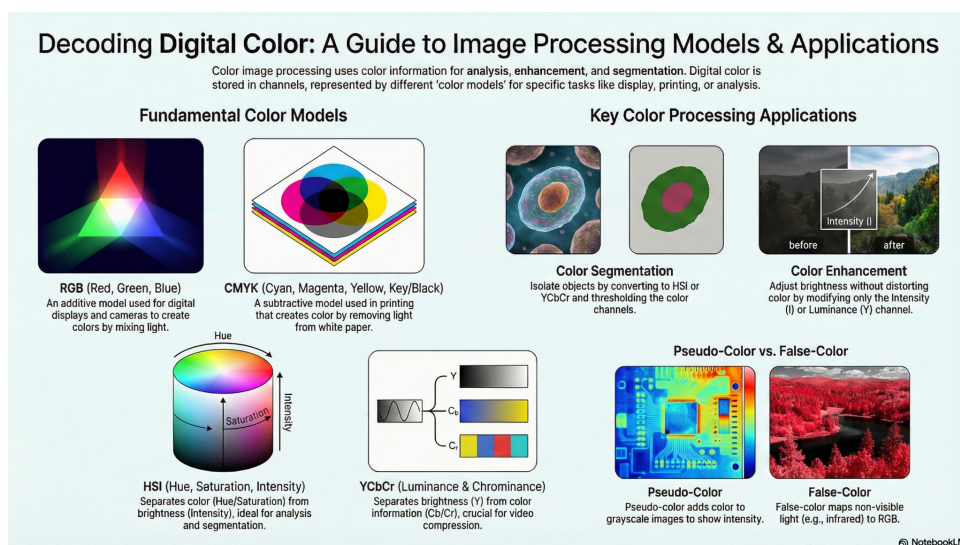 Decoding Digital Color: A Guide to Image Processing Models & Applications
Color image processing uses color information for analysis, enhancement, and segmentation. Digital color is
stored in channels, represented by different 'color models' for specific tasks like display, printing, or analysis.
Fundamental Color Models
RGB (Red, Green, Blue)
An additive model used for digital
displays and cameras to create
colors by mixing light.
CMYK (Cyan, Magenta, Yellow, Key/Black)
A subtractive model used in printing
that creates color by removing light
from white paper.
Hue
Saturation
Intensity
HSI (Hue, Saturation, Intensity)
Separates color (Hue/Saturation) from
brightness (Intensity), ideal for analysis
and segmentation.
Y
Cb
Cr
YCbCr (Luminance & Chrominance)
Separates brightness (Y) from color
information (Cb/Cr), crucial for video
compression.
Key Color Processing Applications
Color Segmentation
Isolate objects by converting to HSI or
YCbCr and thresholding the color
channels.
Intensity (I)
before
after
Color Enhancement
Adjust brightness without distorting
color by modifying only the Intensity
(I) or Luminance (Y) channel.
Pseudo-Color vs. False-Color
Pseudo-Color
Pseudo-color adds color to
grayscale images to show intensity.
False-Color
False-color maps non-visible
light (e.g., infrared) to RGB.
NotebookLM